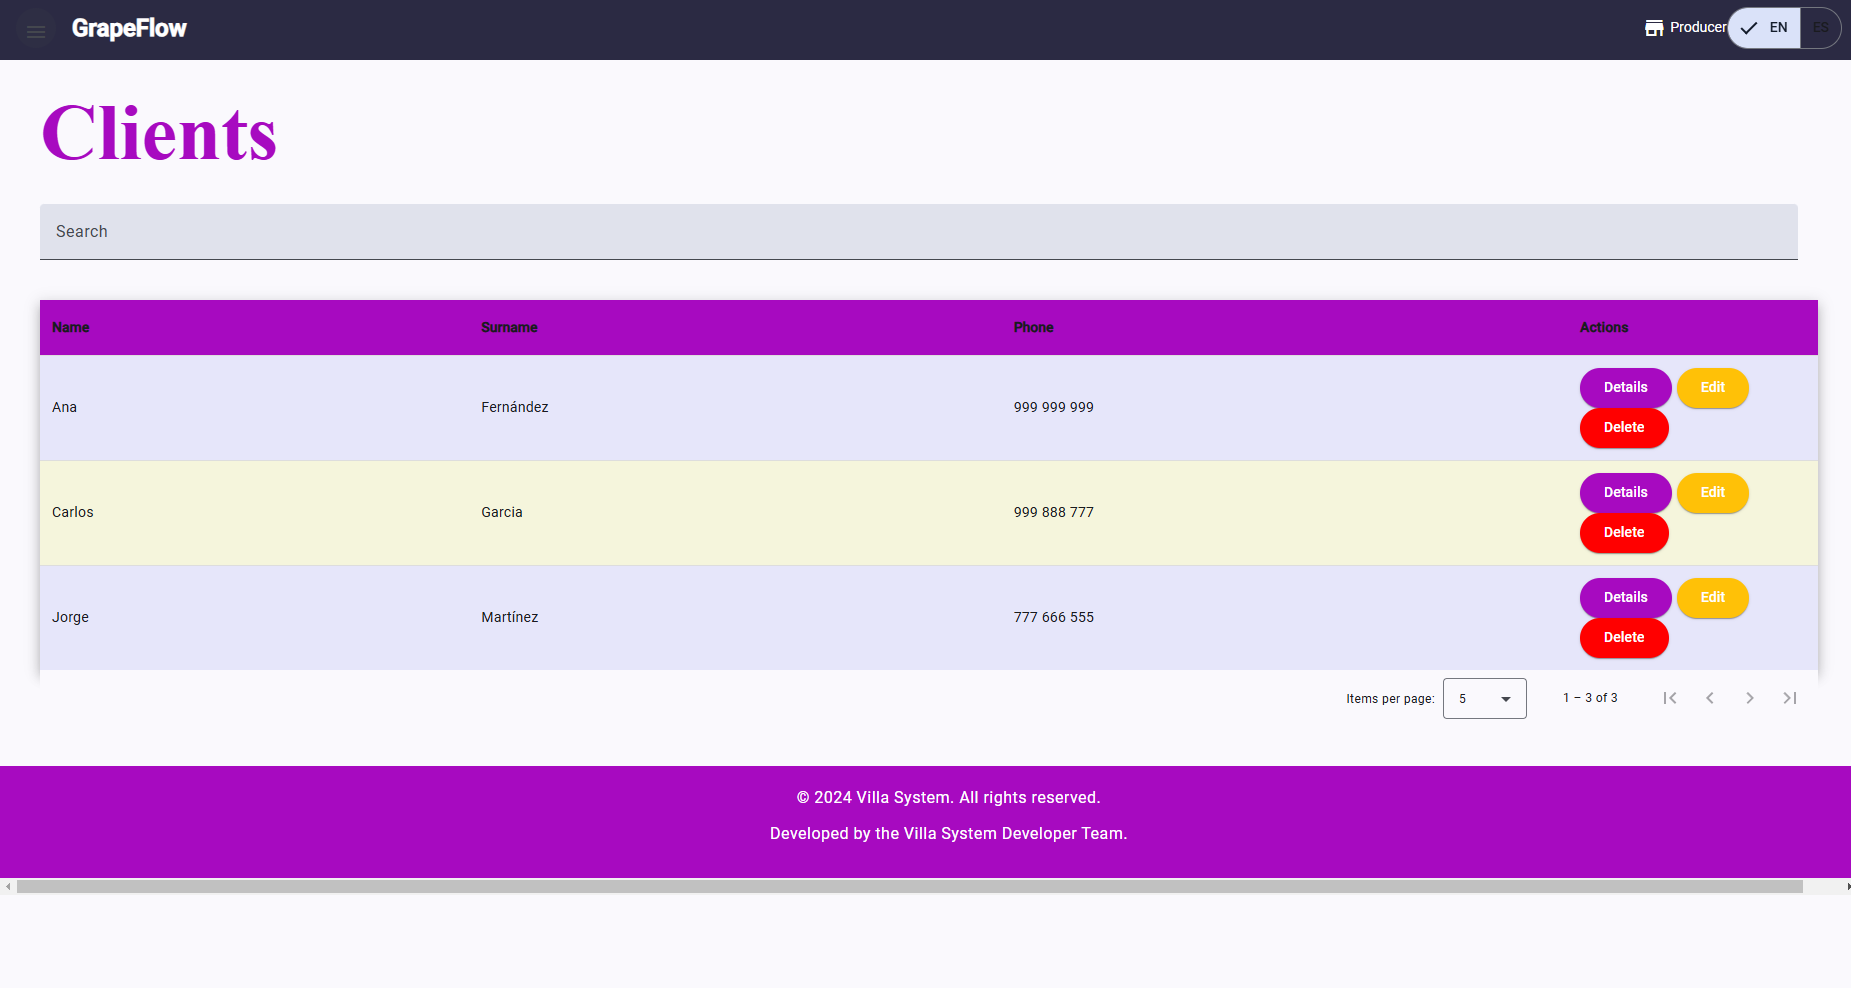 GrapeFlow
Producer EN ES
Clients
Search
Name Surname Phone Actions
Ana Fernández 999 999 999 Details Edit
Delete
Carlos Garcia 999 888 777 Details Edit
Delete
Jorge Martínez 777 666 555 Details Edit
Delete
Items per page: 5 1 – 3 of 3
© 2024 Villa System. All rights reserved.
Developed by the Villa System Developer Team.